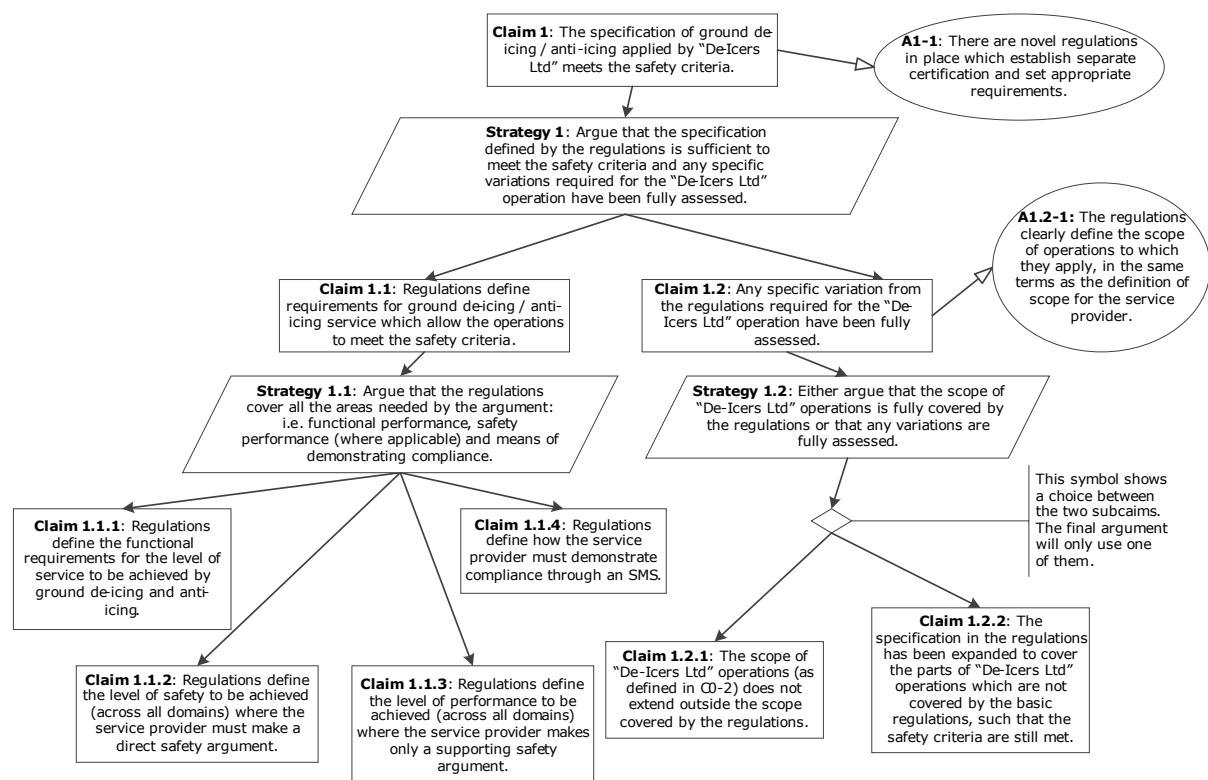 Claim 1: The specification of ground de-
icing / anti-icing applied by “De-Icers
Ltd” meets the safety criteria.
A1-1: There are novel regulations
in place which establish separate
certification and set appropriate
requirements.
Strategy 1: Argue that the specification
defined by the regulations is sufficient to
meet the safety criteria and any specific
variations required for the “De-Icers Ltd”
operation have been fully assessed.
A1.2-1: The regulations
clearly define the scope
of operations to which
they apply, in the same
terms as the definition of
scope for the service
provider.
Claim 1.1: Regulations define
requirements for ground de-icing / anti-
icing service which allow the operations
to meet the safety criteria.
Claim 1.2: Any specific variation from
the regulations required for the “De-
Icers Ltd” operation have been fully
assessed.
Strategy 1.1: Argue that the regulations
cover all the areas needed by the argument:
i.e. functional performance, safety
performance (where applicable) and means of
demonstrating compliance.
Strategy 1.2: Either argue that the scope of
“De-Icers Ltd” operations is fully covered by
the regulations or that any variations are
fully assessed.
This symbol shows
a choice between
the two subcaims.
The final argument
will only use one
of them.
Claim 1.1.1: Regulations
define the functional
requirements for the level of
service to be achieved by
ground de-icing and anti-
icing.
Claim 1.1.4: Regulations
define how the service
provider must demonstrate
compliance through an SMS.
Claim 1.1.2: Regulations define
the level of safety to be achieved
(across all domains) where the
service provider must make a
direct safety argument.
Claim 1.1.3: Regulations define
the level of performance to be
achieved (across all domains)
where the service provider makes
only a supporting safety
argument.
Claim 1.2.1: The scope of
“De-Icers Ltd” operations (as
defined in C0-2) does not
extend outside the scope
covered by the regulations.
Claim 1.2.2: The
specification in the regulations
has been expanded to cover
the parts of “De-Icers Ltd”
operations which are not
covered by the basic
regulations, such that the
safety criteria are still met.